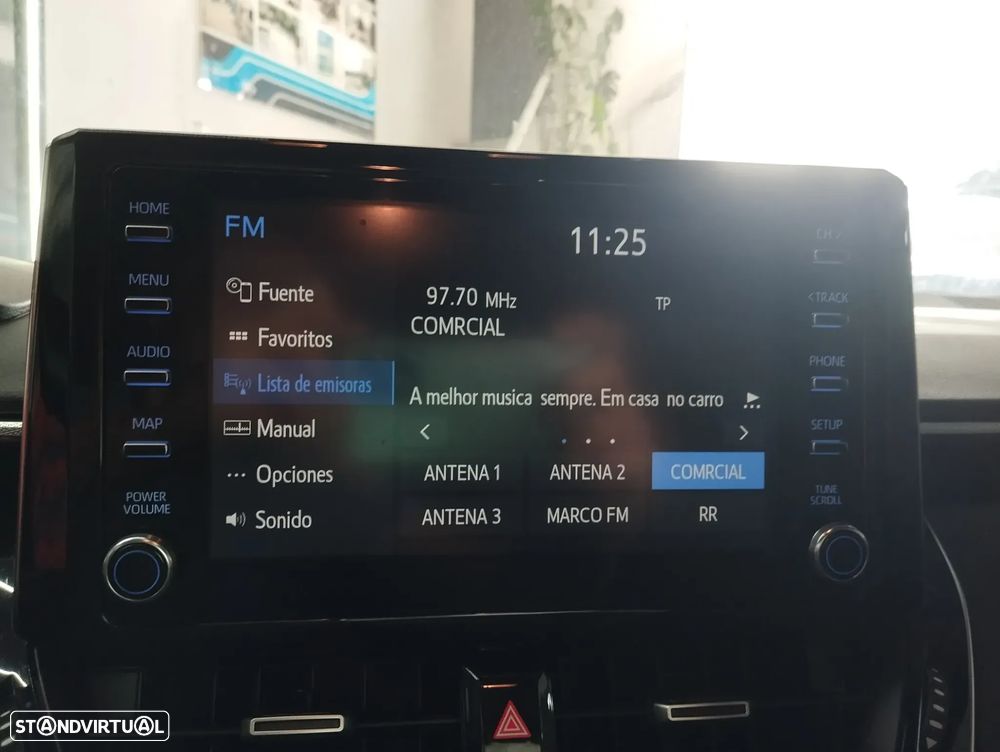 HOME
MENU
AUDIO
MAP
POWER
VOLUME
FM
11:25
Fuente
Favoritos
Lista de emisoras
Manual
Opciones
Sonido
97.70 MHz
TP
COMRCIAL
A melhor musica sempre. Em casa no carro
ANTENA 1 ANTENA 2 COMRCIAL
ANTENA 3 MARCO FM RR
CH >
< TRACK
PHONE
SETUP
TUNE
SCROLL
STANDVIRTUAL